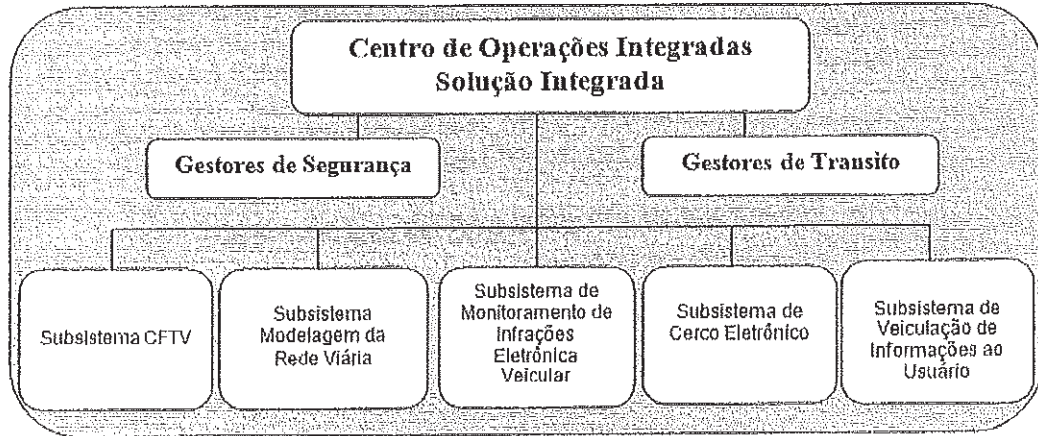 Centro de Operações Integradas
Solução Integrada
Gestores de Segurança
Gestores de Transito
Subsistema CFTV
Subsistema
Modelagem da
Rede Viária
Subsistema de
Monitoramento de
Infrações
Eletrônica
Veicular
Subsistema de
Cerco Eletrônico
Subsistema de
Veiculação de
Informações ao
Usuário